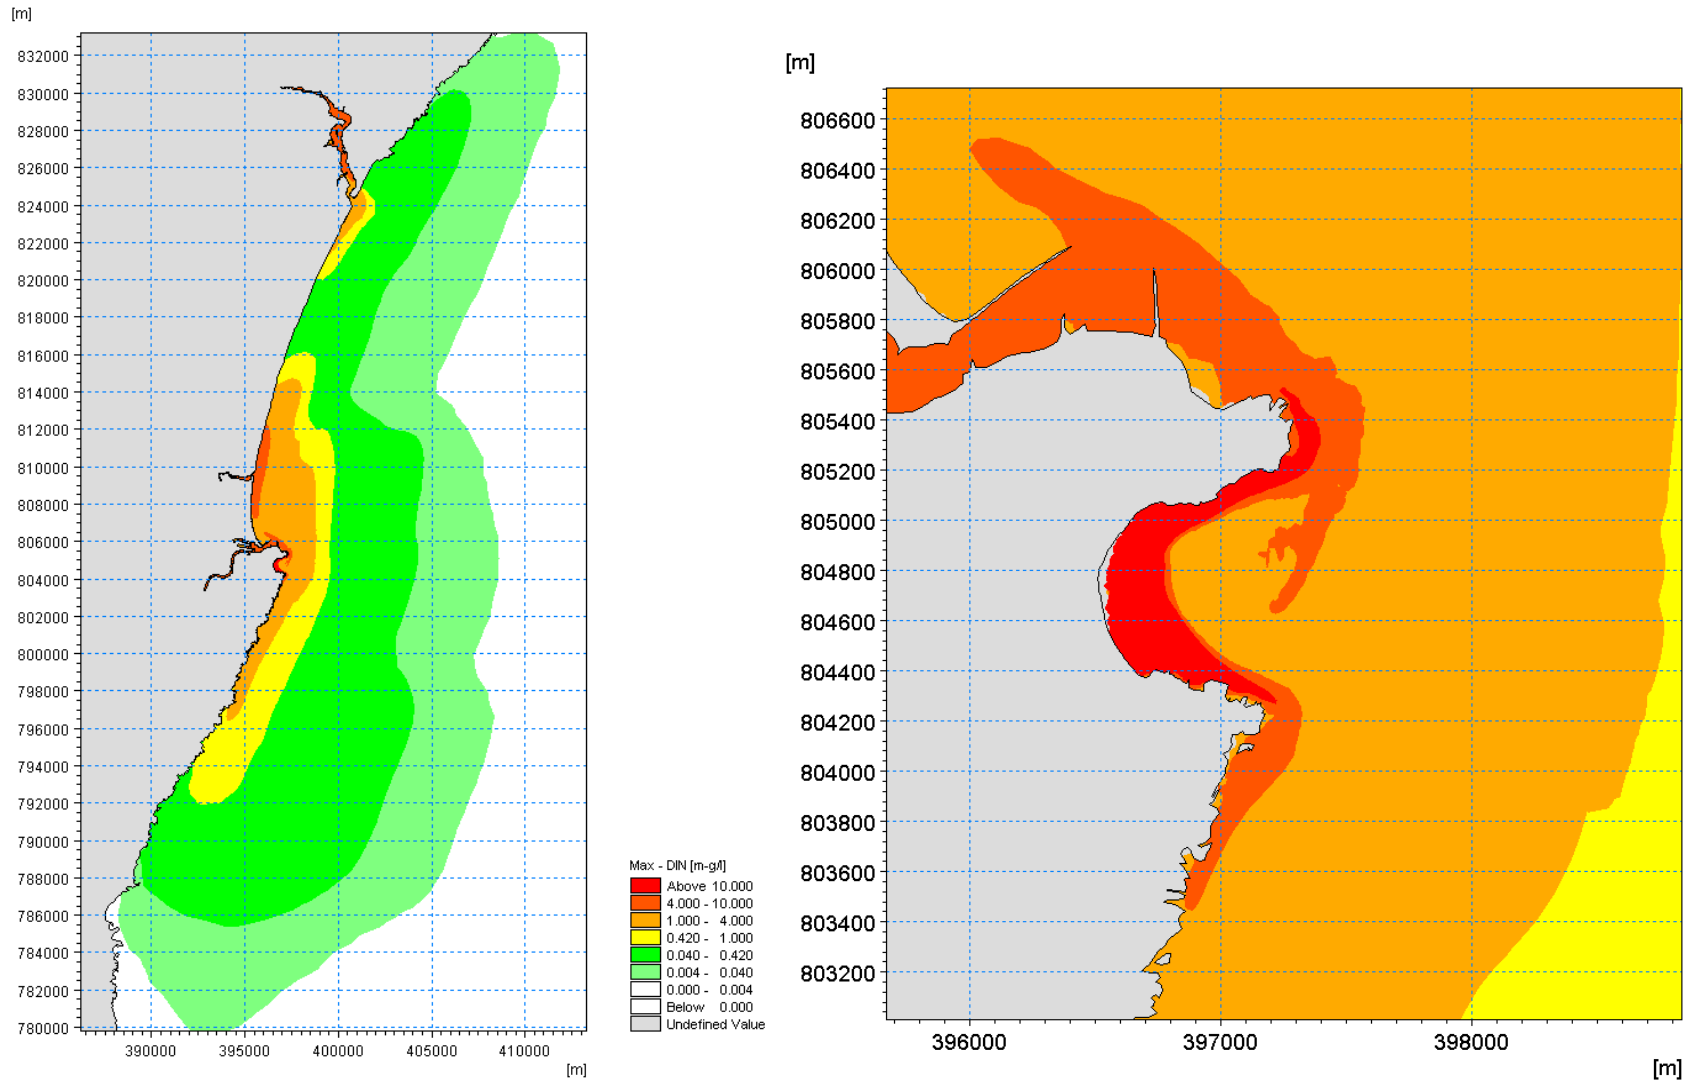 [m]
832000
830000
828000
826000
824000
822000
820000
818000
816000
814000
812000
810000
808000
806000
804000
802000
800000
798000
796000
794000
792000
790000
788000
786000
784000
782000
780000
390000 395000 400000 405000 410000
[m]
Max - DIN [m-g/l]
Above 10.000
4.000 - 10.000
1.000 - 4.000
0.420 - 1.000
0.040 - 0.420
0.004 - 0.040
0.000 - 0.004
Below 0.000
Undefined Value
[m]
806600
806400
806200
806000
805800
805600
805400
805200
805000
804800
804600
804400
804200
804000
803800
803600
803400
803200
396000 397000 398000
[m]